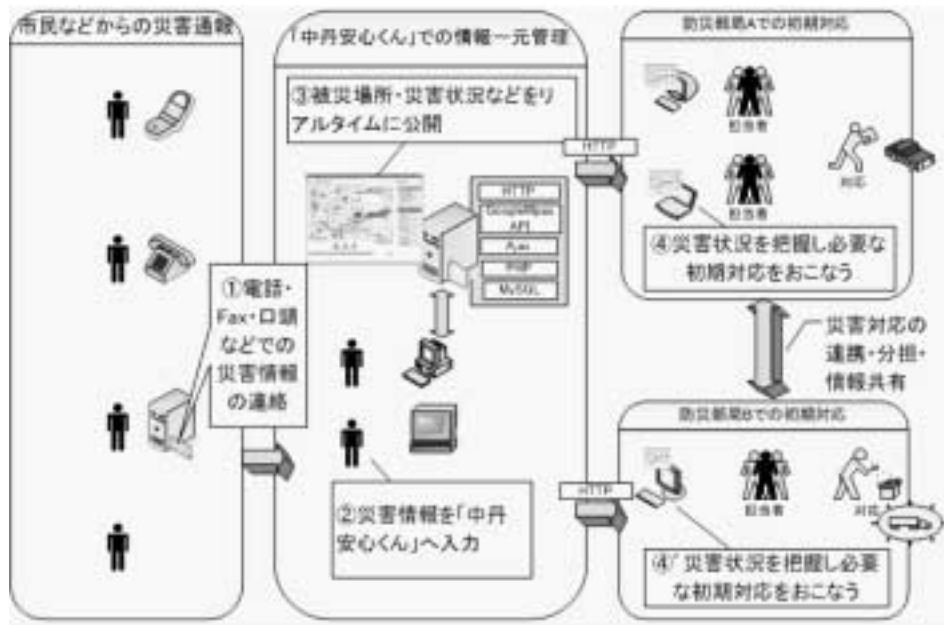 市民などからの災害通報
「中丹安心くん」での情報一元管理
防災部局Aでの初期対応
③被災場所・災害状況などをリ
アルタイムに公開
HTTP
GoogleMaps
API
Ajax
PHP
MySQL
HTTP
担当者
担当者
対応
④災害状況を把握し必要な
初期対応をおこなう
①電話・
Fax・口頭
などでの
災害情報
の連絡
災害対応の
連携・分担・
情報共有
②災害情報を「中丹
安心くん」へ入力
HTTP
防災部局Bでの初期対応
担当者
対応
④’災害状況を把握し必要
な初期対応をおこなう